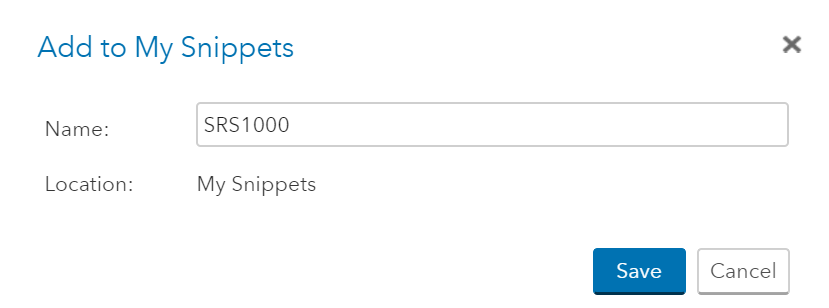 Add to My Snippets
Name: SRS1000
Location: My Snippets
Save Cancel